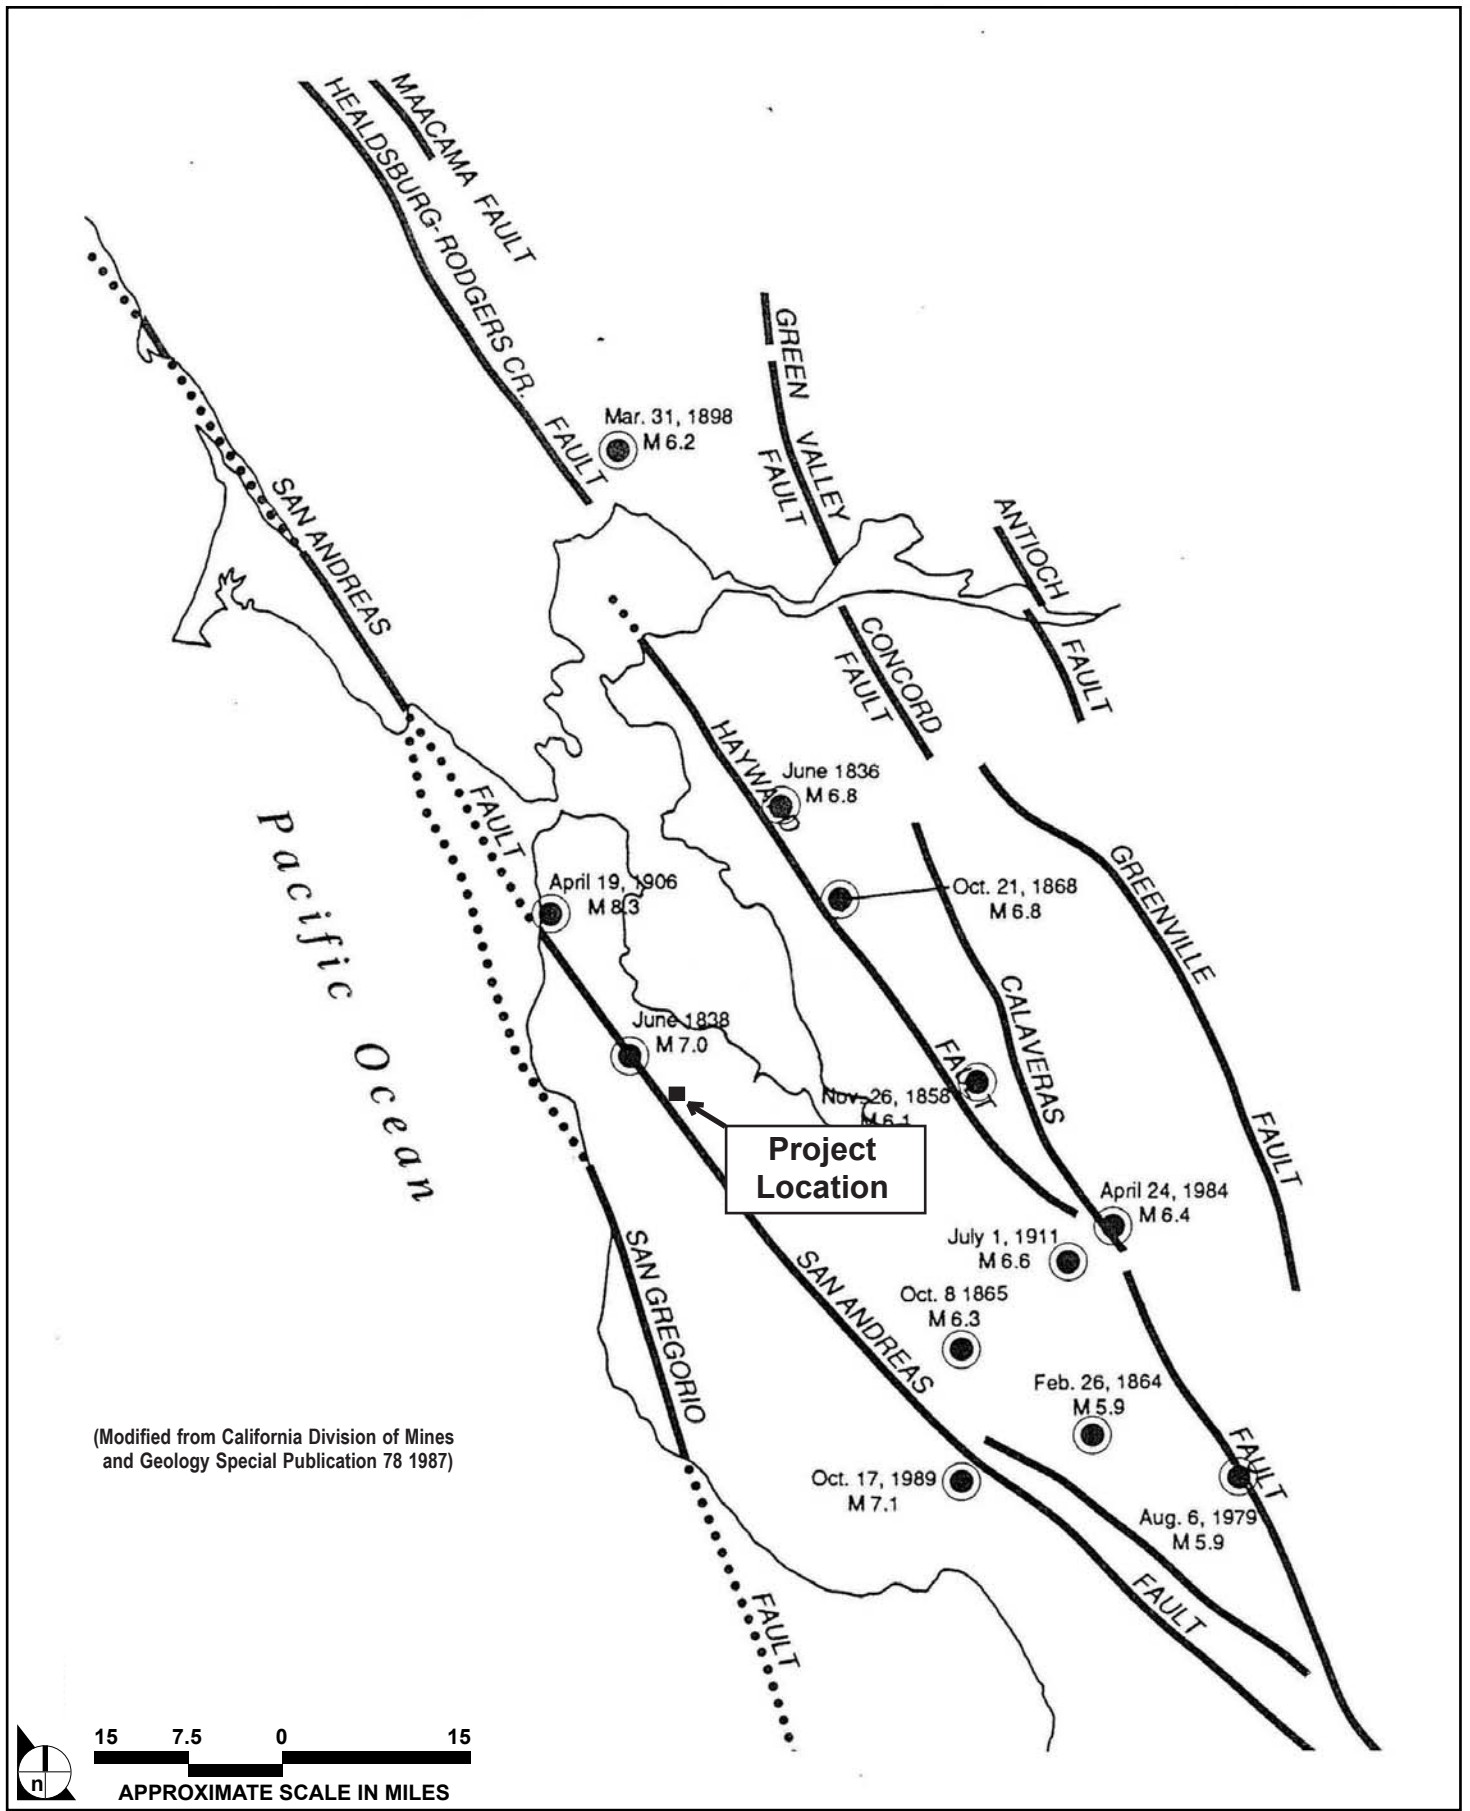 MAACAMA FAULT
HEALDSBURG-RODGERS CR.
FAULT
GREEN
VALLEY
FAULT
Mar. 31, 1898
M 6.2
SAN ANDREAS
ANTIOCH
FAULT
CONCORD
FAULT
HAYWA
June 1836
M 6.8
FAULT
Pacific
Ocean
April 19, 1906
M 8.3
Oct. 21, 1868
M 6.8
GREENVILLE
CALAVERAS
June 1838
M 7.0
FAULT
Nov. 26, 1858
M 6.1
Project
Location
FAULT
April 24, 1984
M 6.4
July 1, 1911
M 6.6
SAN GREGORIO
SAN ANDREAS
Oct. 8 1865
M 6.3
Feb. 26, 1864
M 5.9
(Modified from California Division of Mines
and Geology Special Publication 78 1987)
FAULT
Oct. 17, 1989
M 7.1
Aug. 6, 1979
M 5.9
FAULT
FAULT
15 7.5 0 15
n
APPROXIMATE SCALE IN MILES